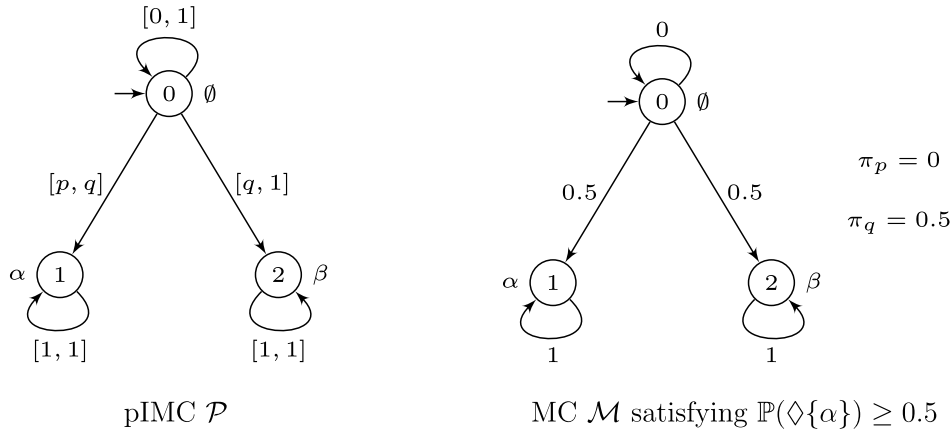 [0, 1]
0 ∅
[p, q] [q, 1]
α 1 2 β
[1, 1] [1, 1]
pIMC 𝒫
0
0 ∅
π_p = 0
0.5 0.5
π_q = 0.5
α 1 2 β
1 1
MC ℳ satisfying ℙ(◊{α}) ≥ 0.5